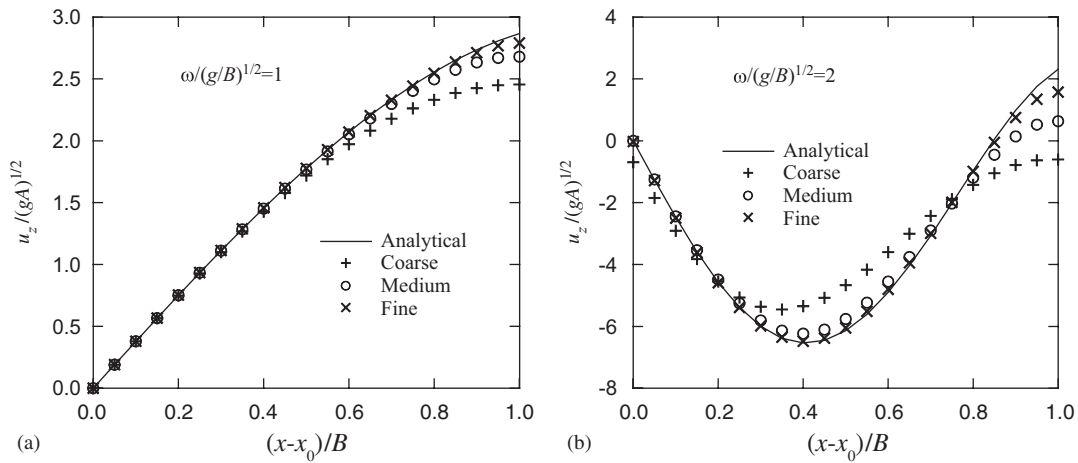 3.0
2.5
2.0
1.5
1.0
0.5
0.0
0.0 0.2 0.4 0.6 0.8 1.0
u_z/(gA)^{1/2}
(x-x_0)/B
ω/(g/B)^{1/2}=1
Analytical
Coarse
Medium
Fine
(a)
4
2
0
-2
-4
-6
-8
0.0 0.2 0.4 0.6 0.8 1.0
u_z/(gA)^{1/2}
(x-x_0)/B
ω/(g/B)^{1/2}=2
Analytical
Coarse
Medium
Fine
(b)